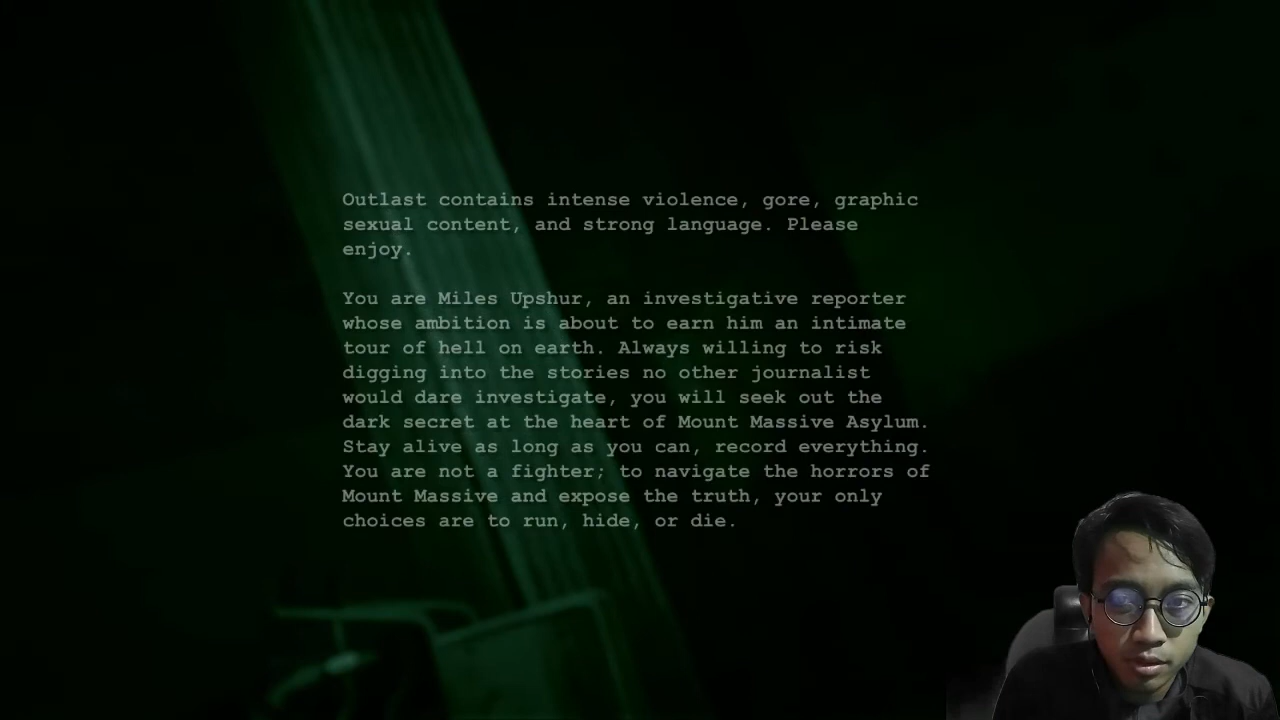 Outlast contains intense violence, gore, graphic
sexual content, and strong language. Please
enjoy.
You are Miles Upshur, an investigative reporter
whose ambition is about to earn him an intimate
tour of hell on earth. Always willing to risk
digging into the stories no other journalist
would dare investigate, you will seek out the
dark secret at the heart of Mount Massive Asylum.
Stay alive as long as you can, record everything.
You are not a fighter; to navigate the horrors of
Mount Massive and expose the truth, your only
choices are to run, hide, or die.